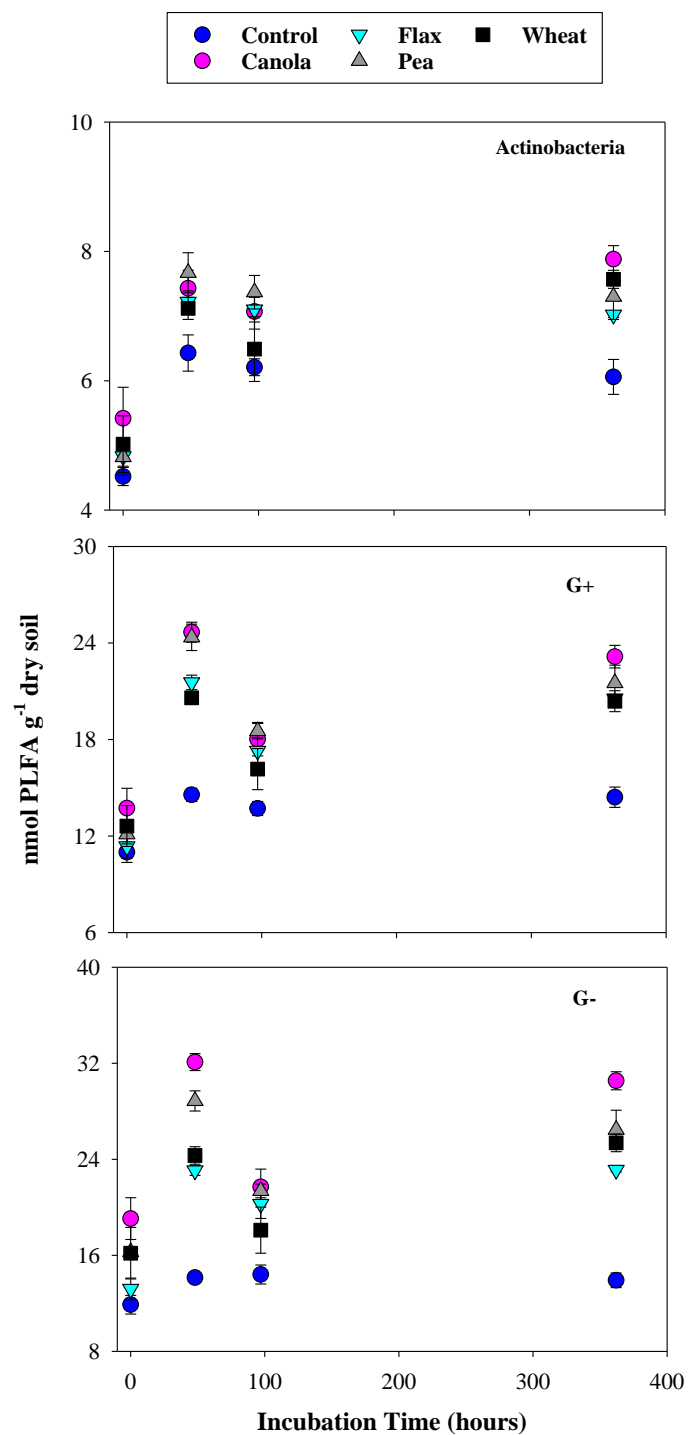 Control Flax Wheat
Canola Pea
10
Actinobacteria
8
6
4
30
G+
24
18
12
6
nmol PLFA g-1 dry soil
40
G-
32
24
16
8
0 100 200 300 400
Incubation Time (hours)